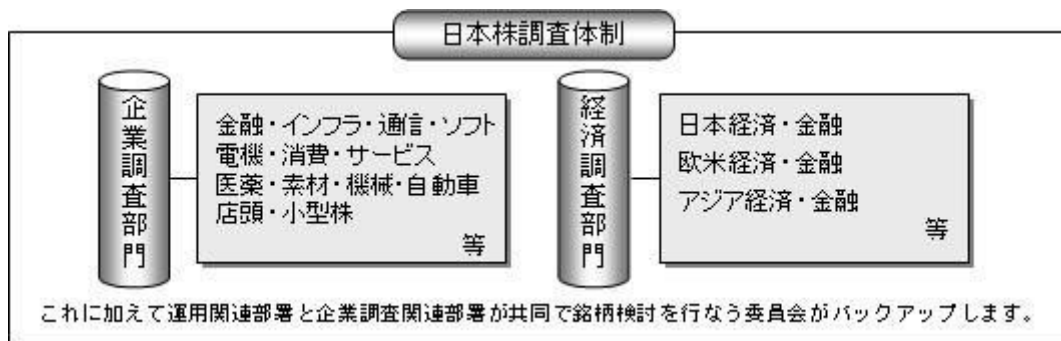 日本株調査体制
企業調査部門
金融・インフラ・通信・ソフト
電機・消費・サービス
医薬・素材・機械・自動車
店頭・小型株
等
経済調査部門
日本経済・金融
欧米経済・金融
アジア経済・金融
等
これに加えて運用関連部署と企業調査関連部署が共同で銘柄検討を行なう委員会がバックアップします。